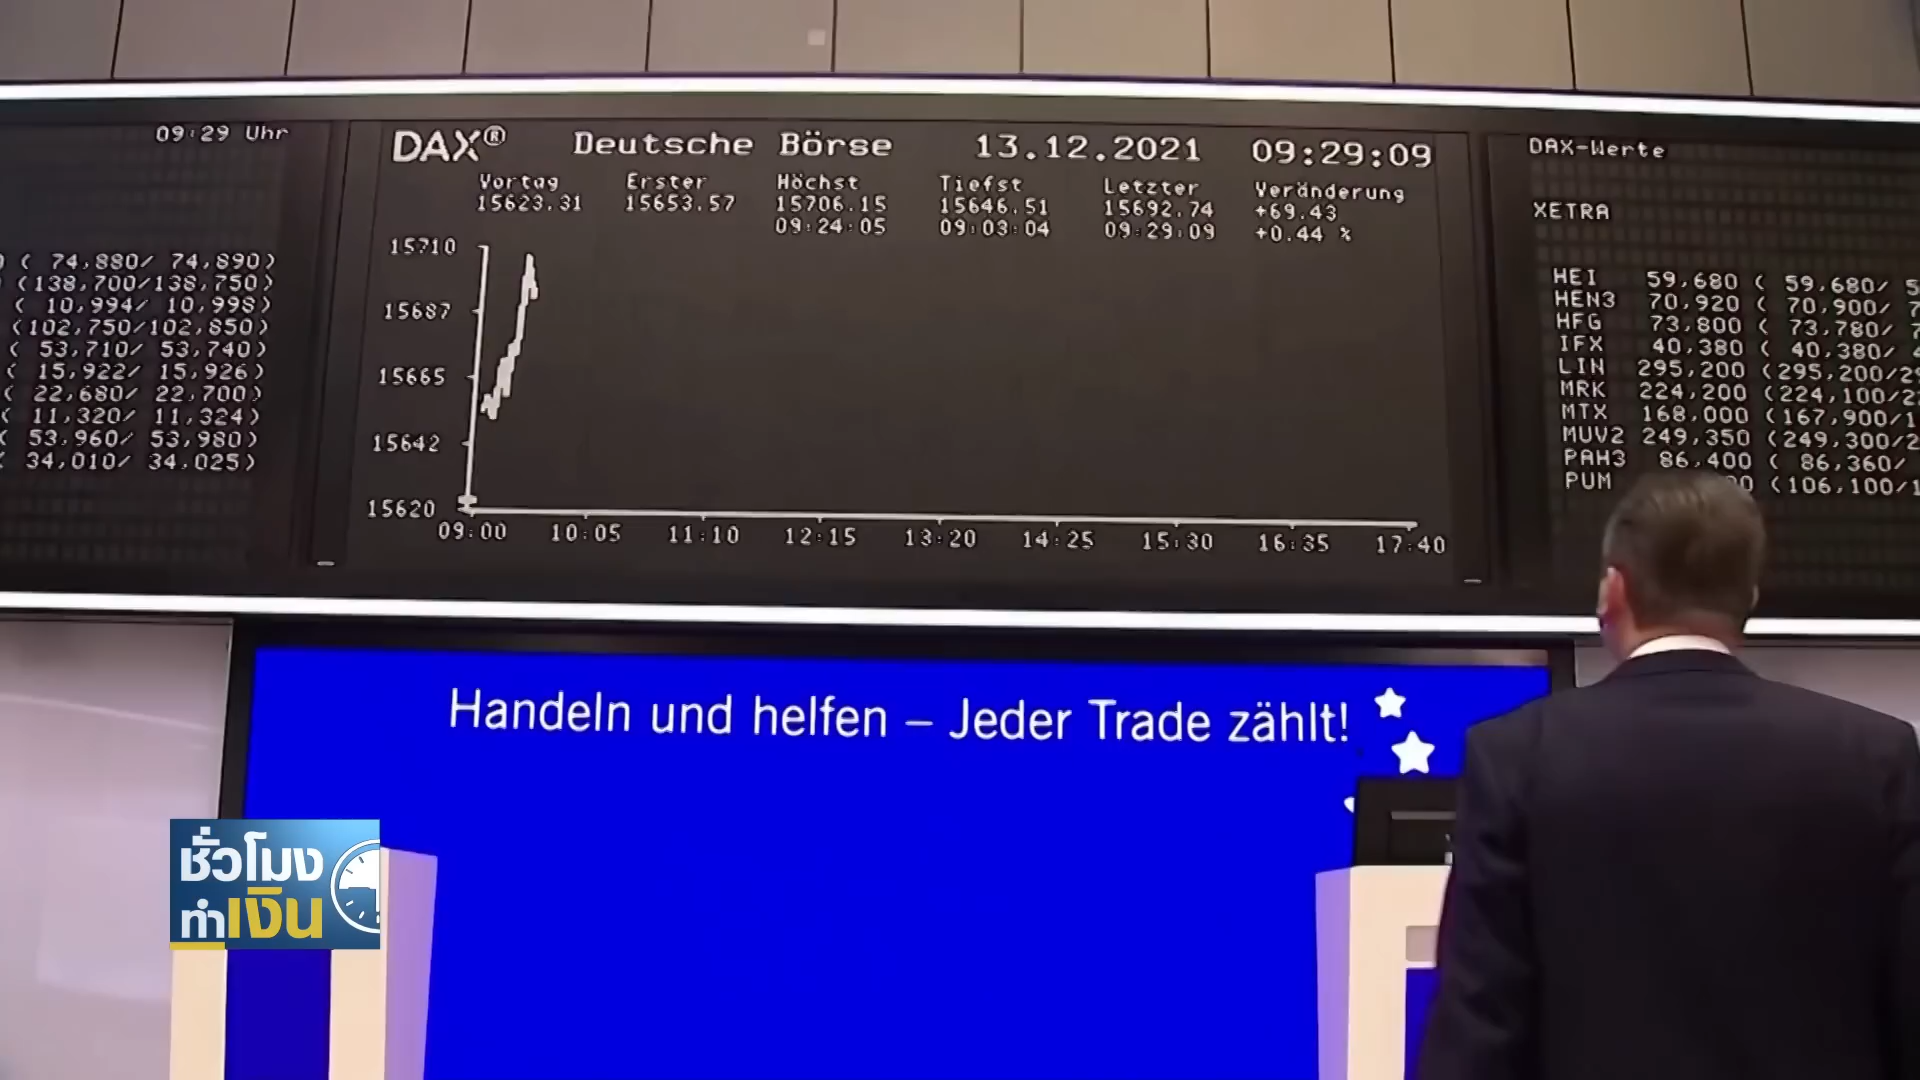 09:29 Uhr
( 74,880/ 74,890)
(138,700/138,750)
( 10,994/ 10,998)
(102,750/102,850)
( 53,710/ 53,740)
( 15,922/ 15,926)
( 22,680/ 22,700)
( 11,320/ 11,324)
( 53,960/ 53,980)
( 34,010/ 34,025)
DAX® Deutsche Börse 13.12.2021 09:29:09
Vortag Erster Höchst Tiefst Letzter Veränderung
15623.31 15653.57 15706.15 15646.51 15692.74 +69.43
09:24:05 09:03:04 09:29:09 +0.44 %
15710
15687
15665
15642
15620
09:00 10:05 11:10 12:15 13:20 14:25 15:30 16:35 17:40
DAX-Werte
XETRA
HEI 59,680 ( 59,680/
HEN3 70,920 ( 70,900/
HFG 73,800 ( 73,780/
IFX 40,380 ( 40,380/
LIN 295,200 (295,200/
MRK 224,200 (224,100/
MTX 168,000 (167,900/
MUV2 249,350 (249,300/
PAH3 86,400 ( 86,360/
PUM (106,100/
Handeln und helfen – Jeder Trade zählt!
ชั่วโมง
ทำเงิน